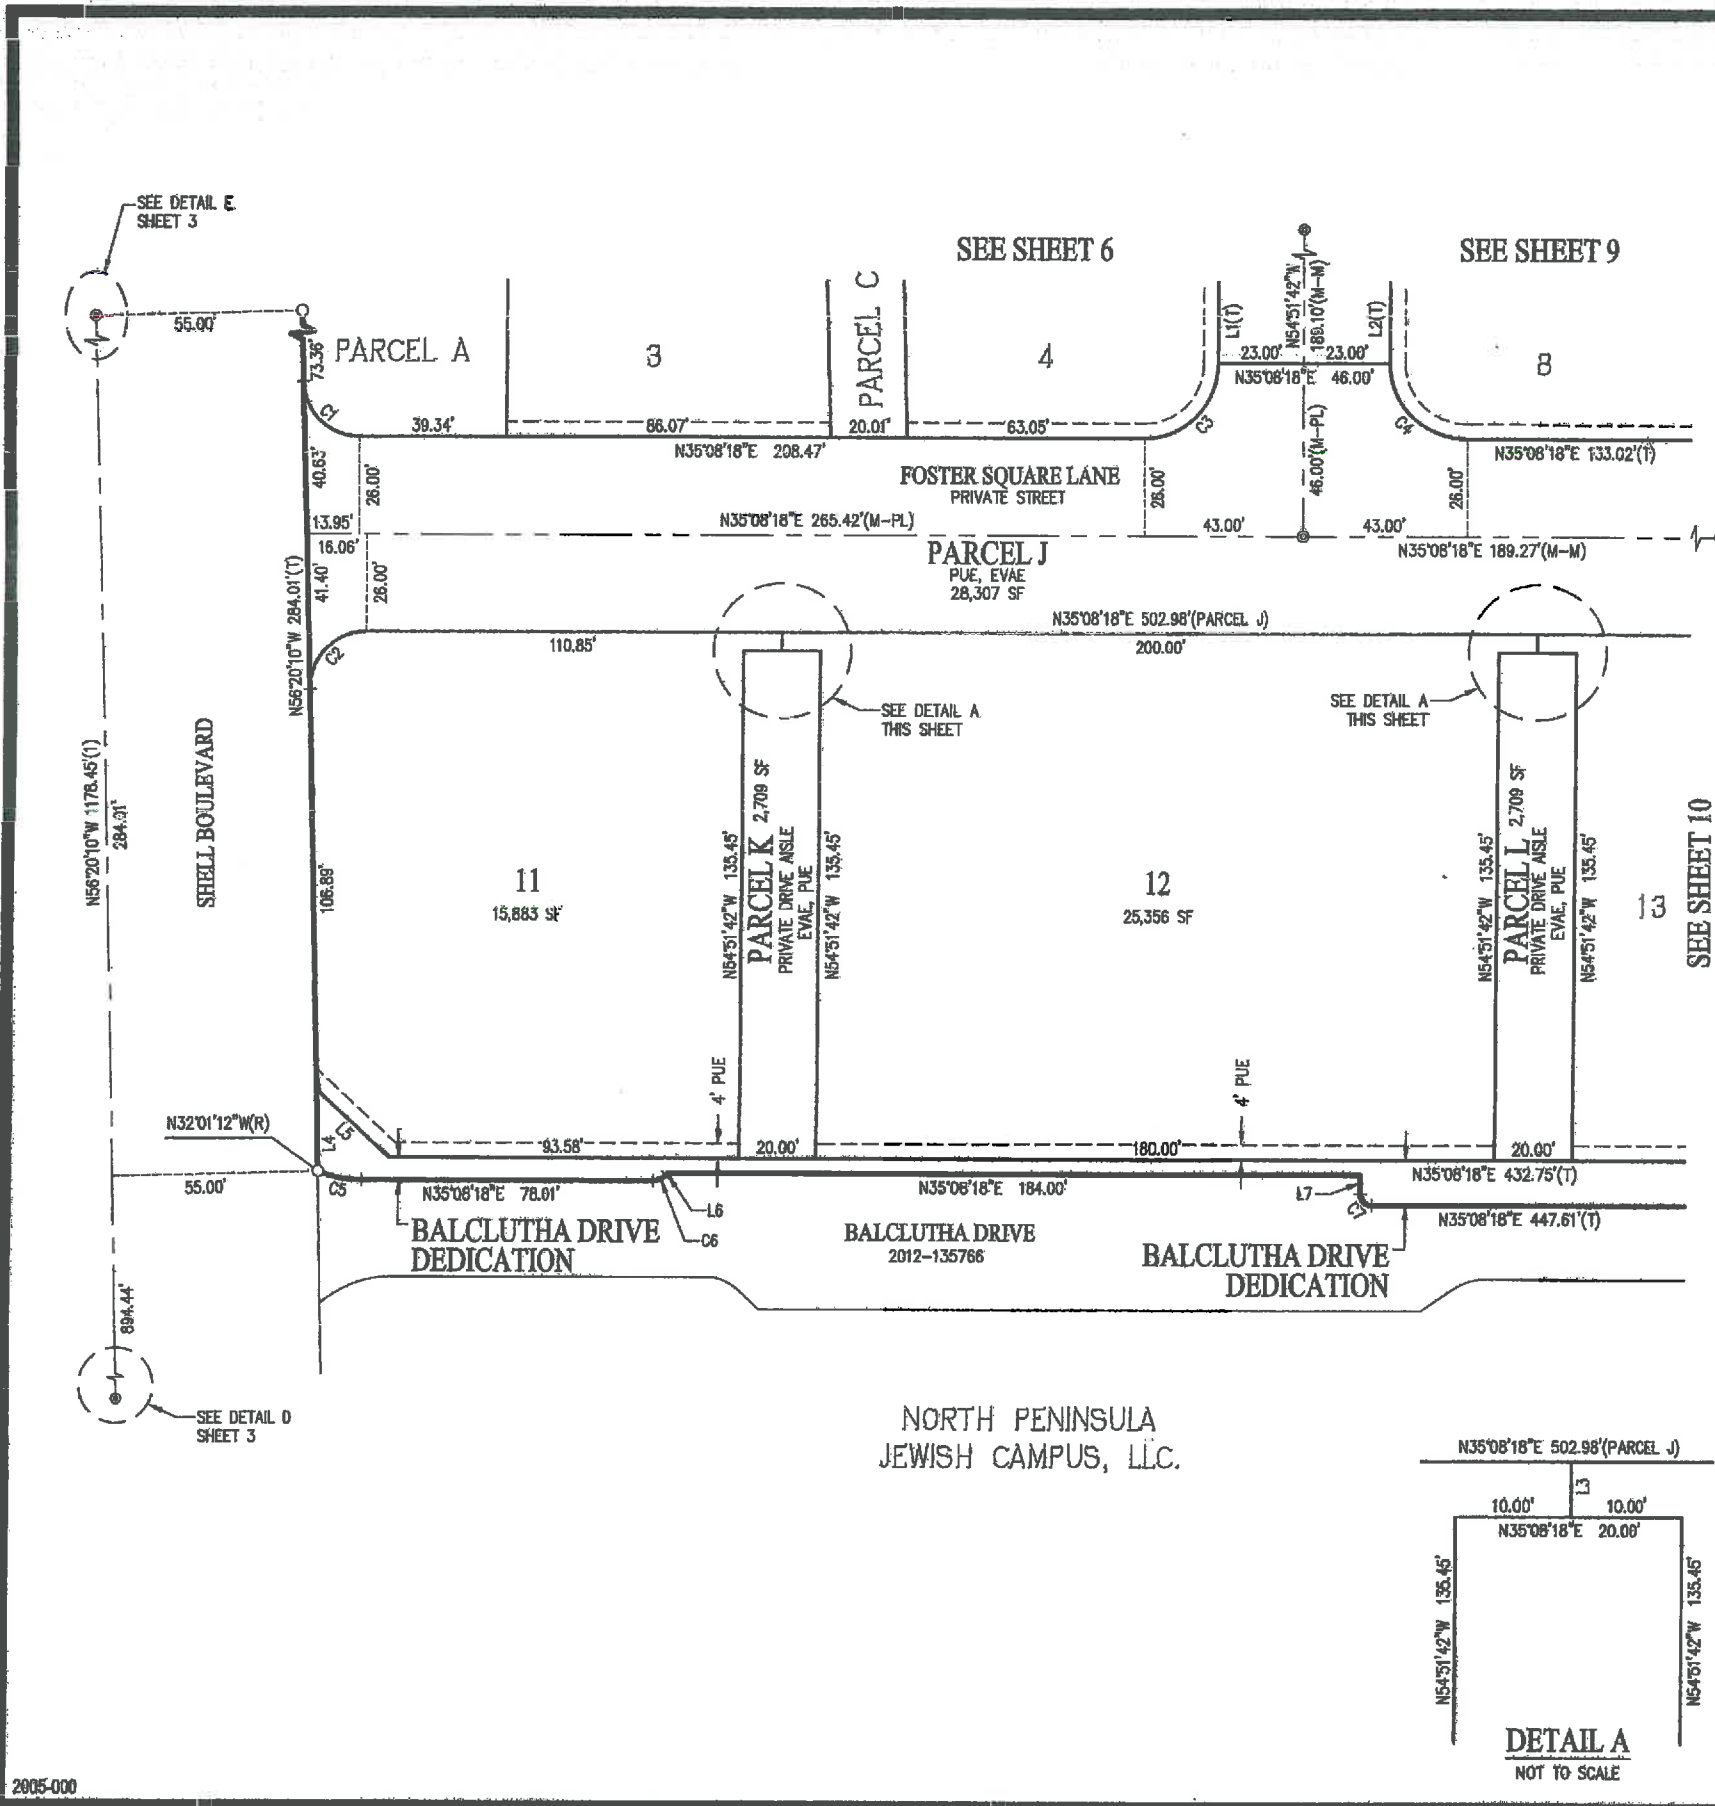 SEE DETAIL E
SHEET 3
SEE SHEET 6
SEE SHEET 9
55.00'
73.36'
PARCEL A
3
PARCEL C
4
L1(T)
N54°51'42"W
189.10'(M-M)
L2(T)
23.00'
23.00'
N35°08'18"E 46.00'
8
C1
39.34'
86.07'
20.01'
63.05'
C3
C4
N35°08'18"E 208.47'
46.00'(M-PL)
N35°08'18"E 133.02'(T)
40.63'
26.00'
FOSTER SQUARE LANE
PRIVATE STREET
26.00'
26.00'
13.95'
N35°08'18"E 265.42'(M-PL)
43.00'
43.00'
16.06'
N35°08'18"E 189.27'(M-M)
PARCEL J
PUE, EVAE
28,307 SF
N56°20'10"W 284.01'(T)
41.40'
26.00'
N35°08'18"E 502.98'(PARCEL J)
C2
110.85'
200.00'
SEE DETAIL A
THIS SHEET
SEE DETAIL A
THIS SHEET
N56°20'10"W 1178.45'(1)
284.01'
SHELL BOULEVARD
106.89'
11
15,883 SF
N54°51'42"W 135.45'
PARCEL K 2,709 SF
PRIVATE DRIVE AISLE
EVAE, PUE
N54°51'42"W 135.45'
12
25,356 SF
N54°51'42"W 135.45'
PARCEL L 2,709 SF
PRIVATE DRIVE AISLE
EVAE, PUE
N54°51'42"W 135.45'
13
SEE SHEET 10
4' PUE
4' PUE
N32°01'12"W(R)
L4
L5
93.58'
20.00'
180.00'
20.00'
N35°08'18"E 432.75'(T)
55.00'
C5
N35°08'18"E 78.01'
N35°08'18"E 184.00'
L7
L6
C7
N35°08'18"E 447.61'(T)
C6
BALCLUTHA DRIVE
DEDICATION
BALCLUTHA DRIVE
2012-135766
BALCLUTHA DRIVE
DEDICATION
894.44'
SEE DETAIL D
SHEET 3
NORTH PENINSULA
JEWISH CAMPUS, LLC.
N35°08'18"E 502.98'(PARCEL J)
L3
10.00'
10.00'
N35°08'18"E 20.00'
N54°51'42"W 135.45'
N54°51'42"W 135.45'
DETAIL A
NOT TO SCALE
2005-000